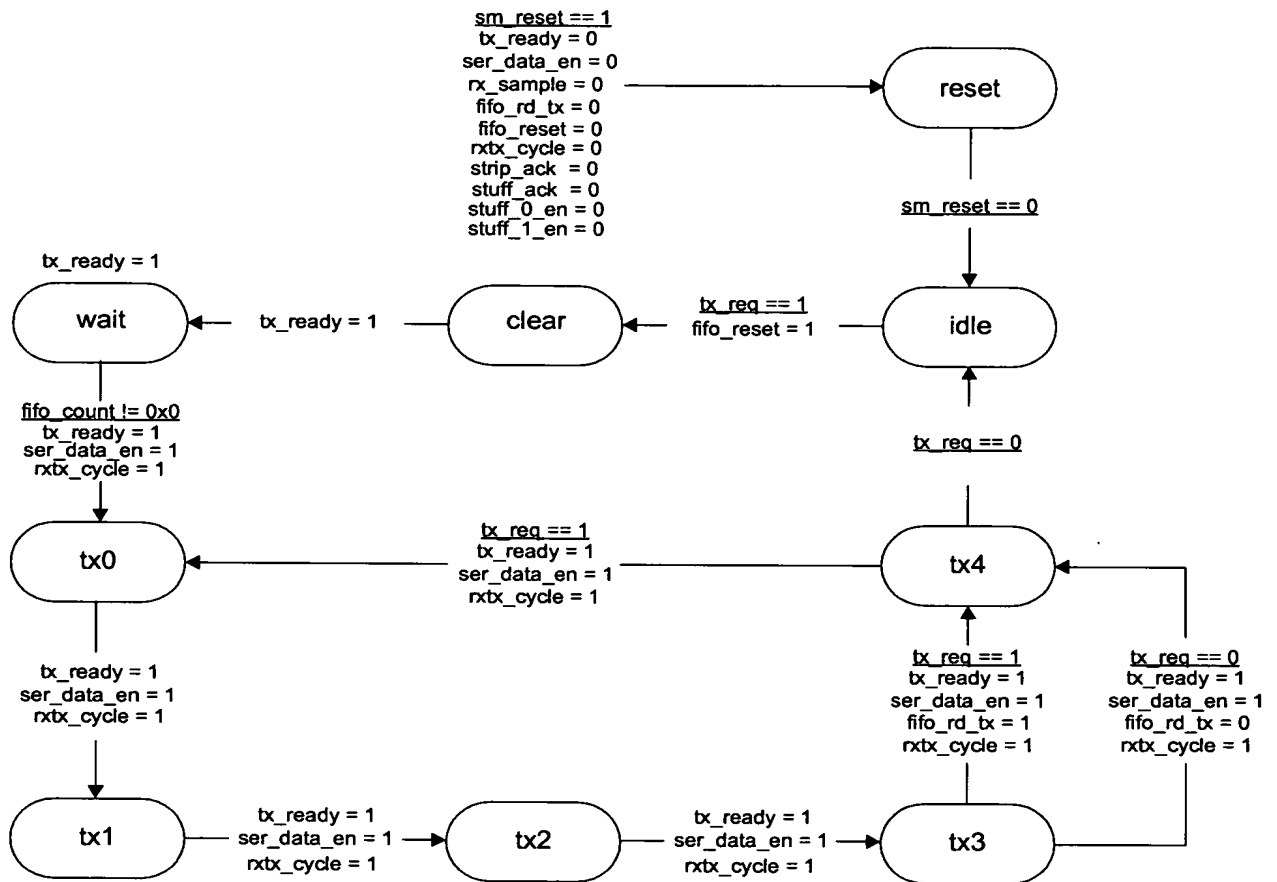 sm_reset == 1
tx_ready = 0
ser_data_en = 0
rx_sample = 0
fifo_rd_tx = 0
fifo_reset = 0
rxtx_cycle = 0
strip_ack = 0
stuff_ack = 0
stuff_0_en = 0
stuff_1_en = 0
reset
sm_reset == 0
tx_ready = 1
wait
tx_ready = 1
clear
tx_req == 1
fifo_reset = 1
idle
fifo_count != 0x0
tx_ready = 1
ser_data_en = 1
rxtx_cycle = 1
tx_req == 0
tx0
tx_req == 1
tx_ready = 1
ser_data_en = 1
rxtx_cycle = 1
tx4
tx_ready = 1
ser_data_en = 1
rxtx_cycle = 1
tx_req == 1
tx_ready = 1
ser_data_en = 1
fifo_rd_tx = 1
rxtx_cycle = 1
tx_req == 0
tx_ready = 1
ser_data_en = 1
fifo_rd_tx = 0
rxtx_cycle = 1
tx1
tx_ready = 1
ser_data_en = 1
rxtx_cycle = 1
tx2
tx_ready = 1
ser_data_en = 1
rxtx_cycle = 1
tx3